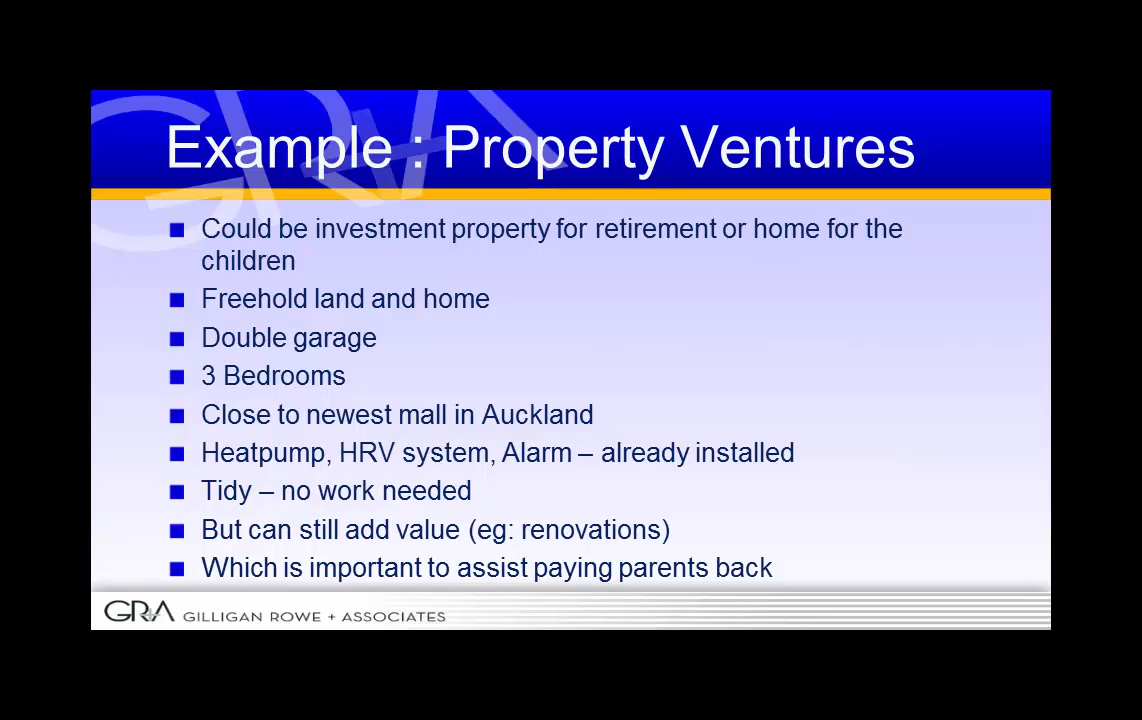 Example : Property Ventures
Could be investment property for retirement or home for the
children
Freehold land and home
Double garage
3 Bedrooms
Close to newest mall in Auckland
Heatpump, HRV system, Alarm – already installed
Tidy – no work needed
But can still add value (eg: renovations)
Which is important to assist paying parents back
GRA GILLIGAN ROWE + ASSOCIATES